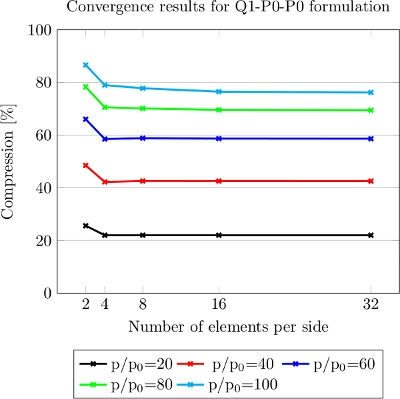 Convergence results for Q1-P0-P0 formulation
100
80
60
40
20
0
Compression [%]
2 4 8 16 32
Number of elements per side
p/p₀=20 p/p₀=40 p/p₀=60
p/p₀=80 p/p₀=100